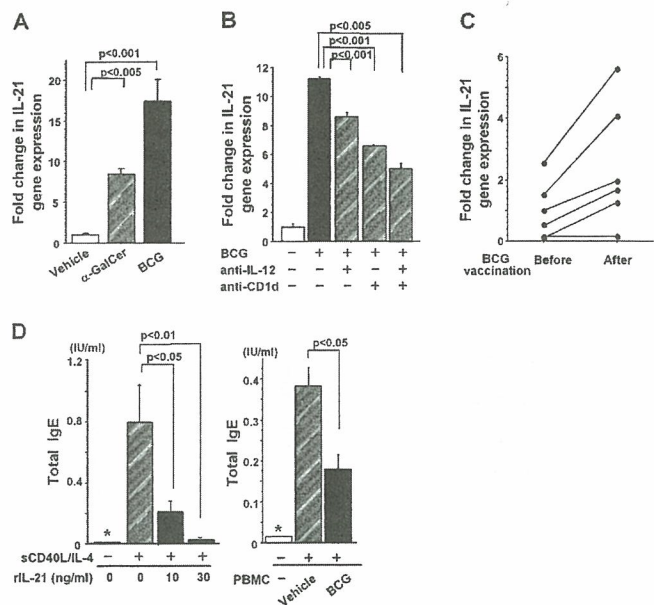 A
Fold change in IL-21
gene expression
p<0.001
p<0.005
20
15
10
5
0
Vehicle
α-GalCer
BCG
B
Fold change in IL-21
gene expression
p<0.005
p<0.001
p<0.001
12
10
8
6
4
2
0
BCG − + + + +
anti-IL-12 − − + − +
anti-CD1d − − − + +
C
Fold change in IL-21
gene expression
6
4
2
0
BCG
vaccination
Before After
D
(IU/ml)
Total IgE
p<0.01
p<0.05
1.2
0.8
0.4
0
*
sCD40L/IL-4 − + + +
rIL-21 (ng/ml) 0 0 10 30
(IU/ml)
Total IgE
p<0.05
0.4
0.3
0.2
0.1
0
*
− + +
PBMC − Vehicle BCG